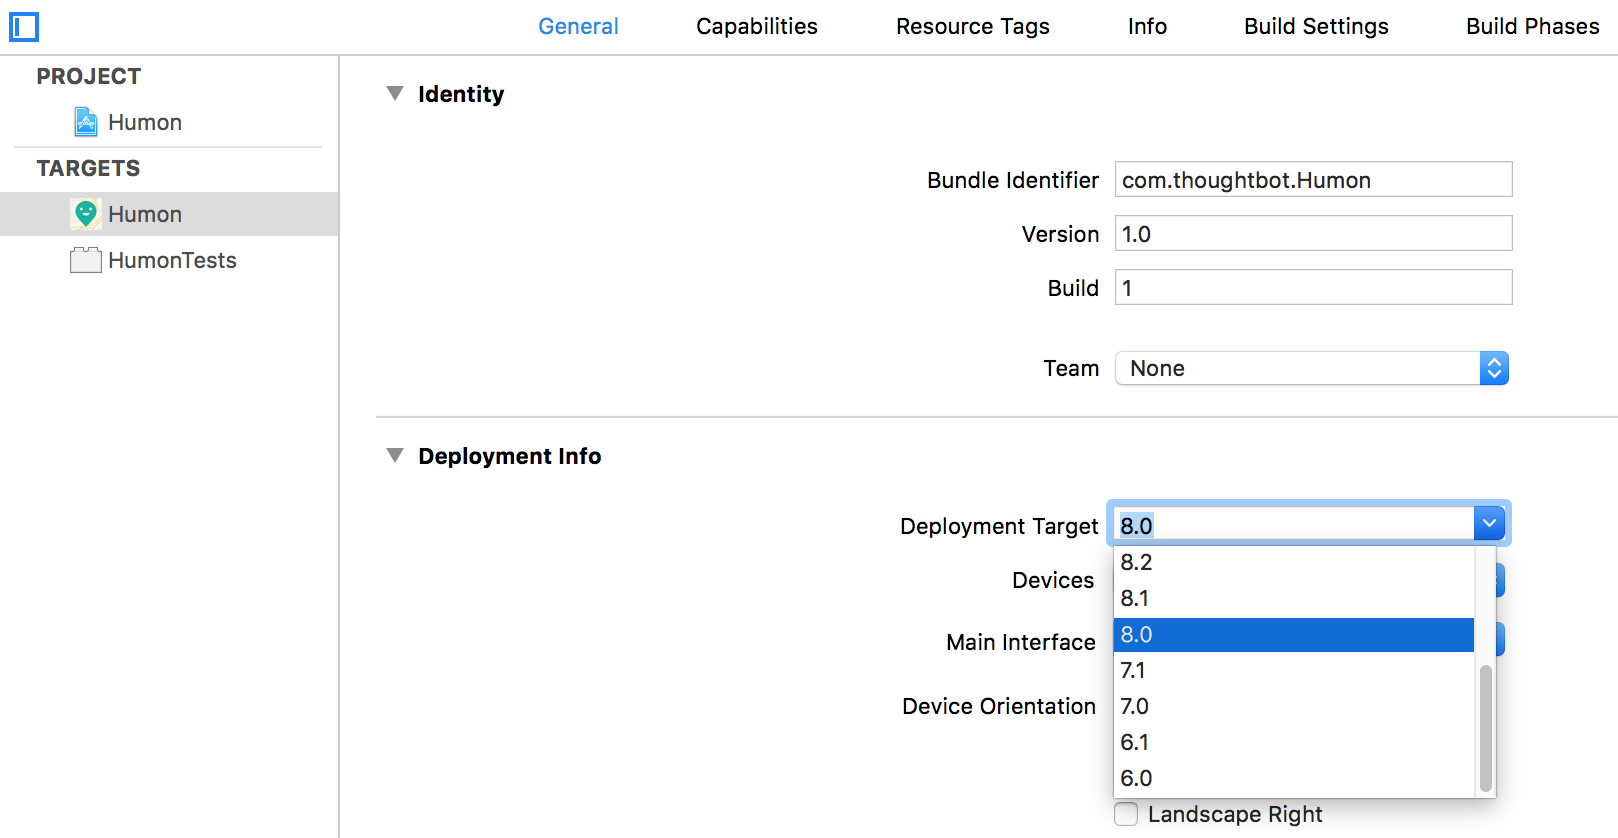 General Capabilities Resource Tags Info Build Settings Build Phases
PROJECT
Humon
TARGETS
Humon
HumonTests
Identity
Bundle Identifier com.thoughtbot.Humon
Version 1.0
Build 1
Team None
Deployment Info
Deployment Target 8.0
8.2
Devices
8.1
8.0
Main Interface
7.1
Device Orientation 7.0
6.1
6.0
Landscape Right